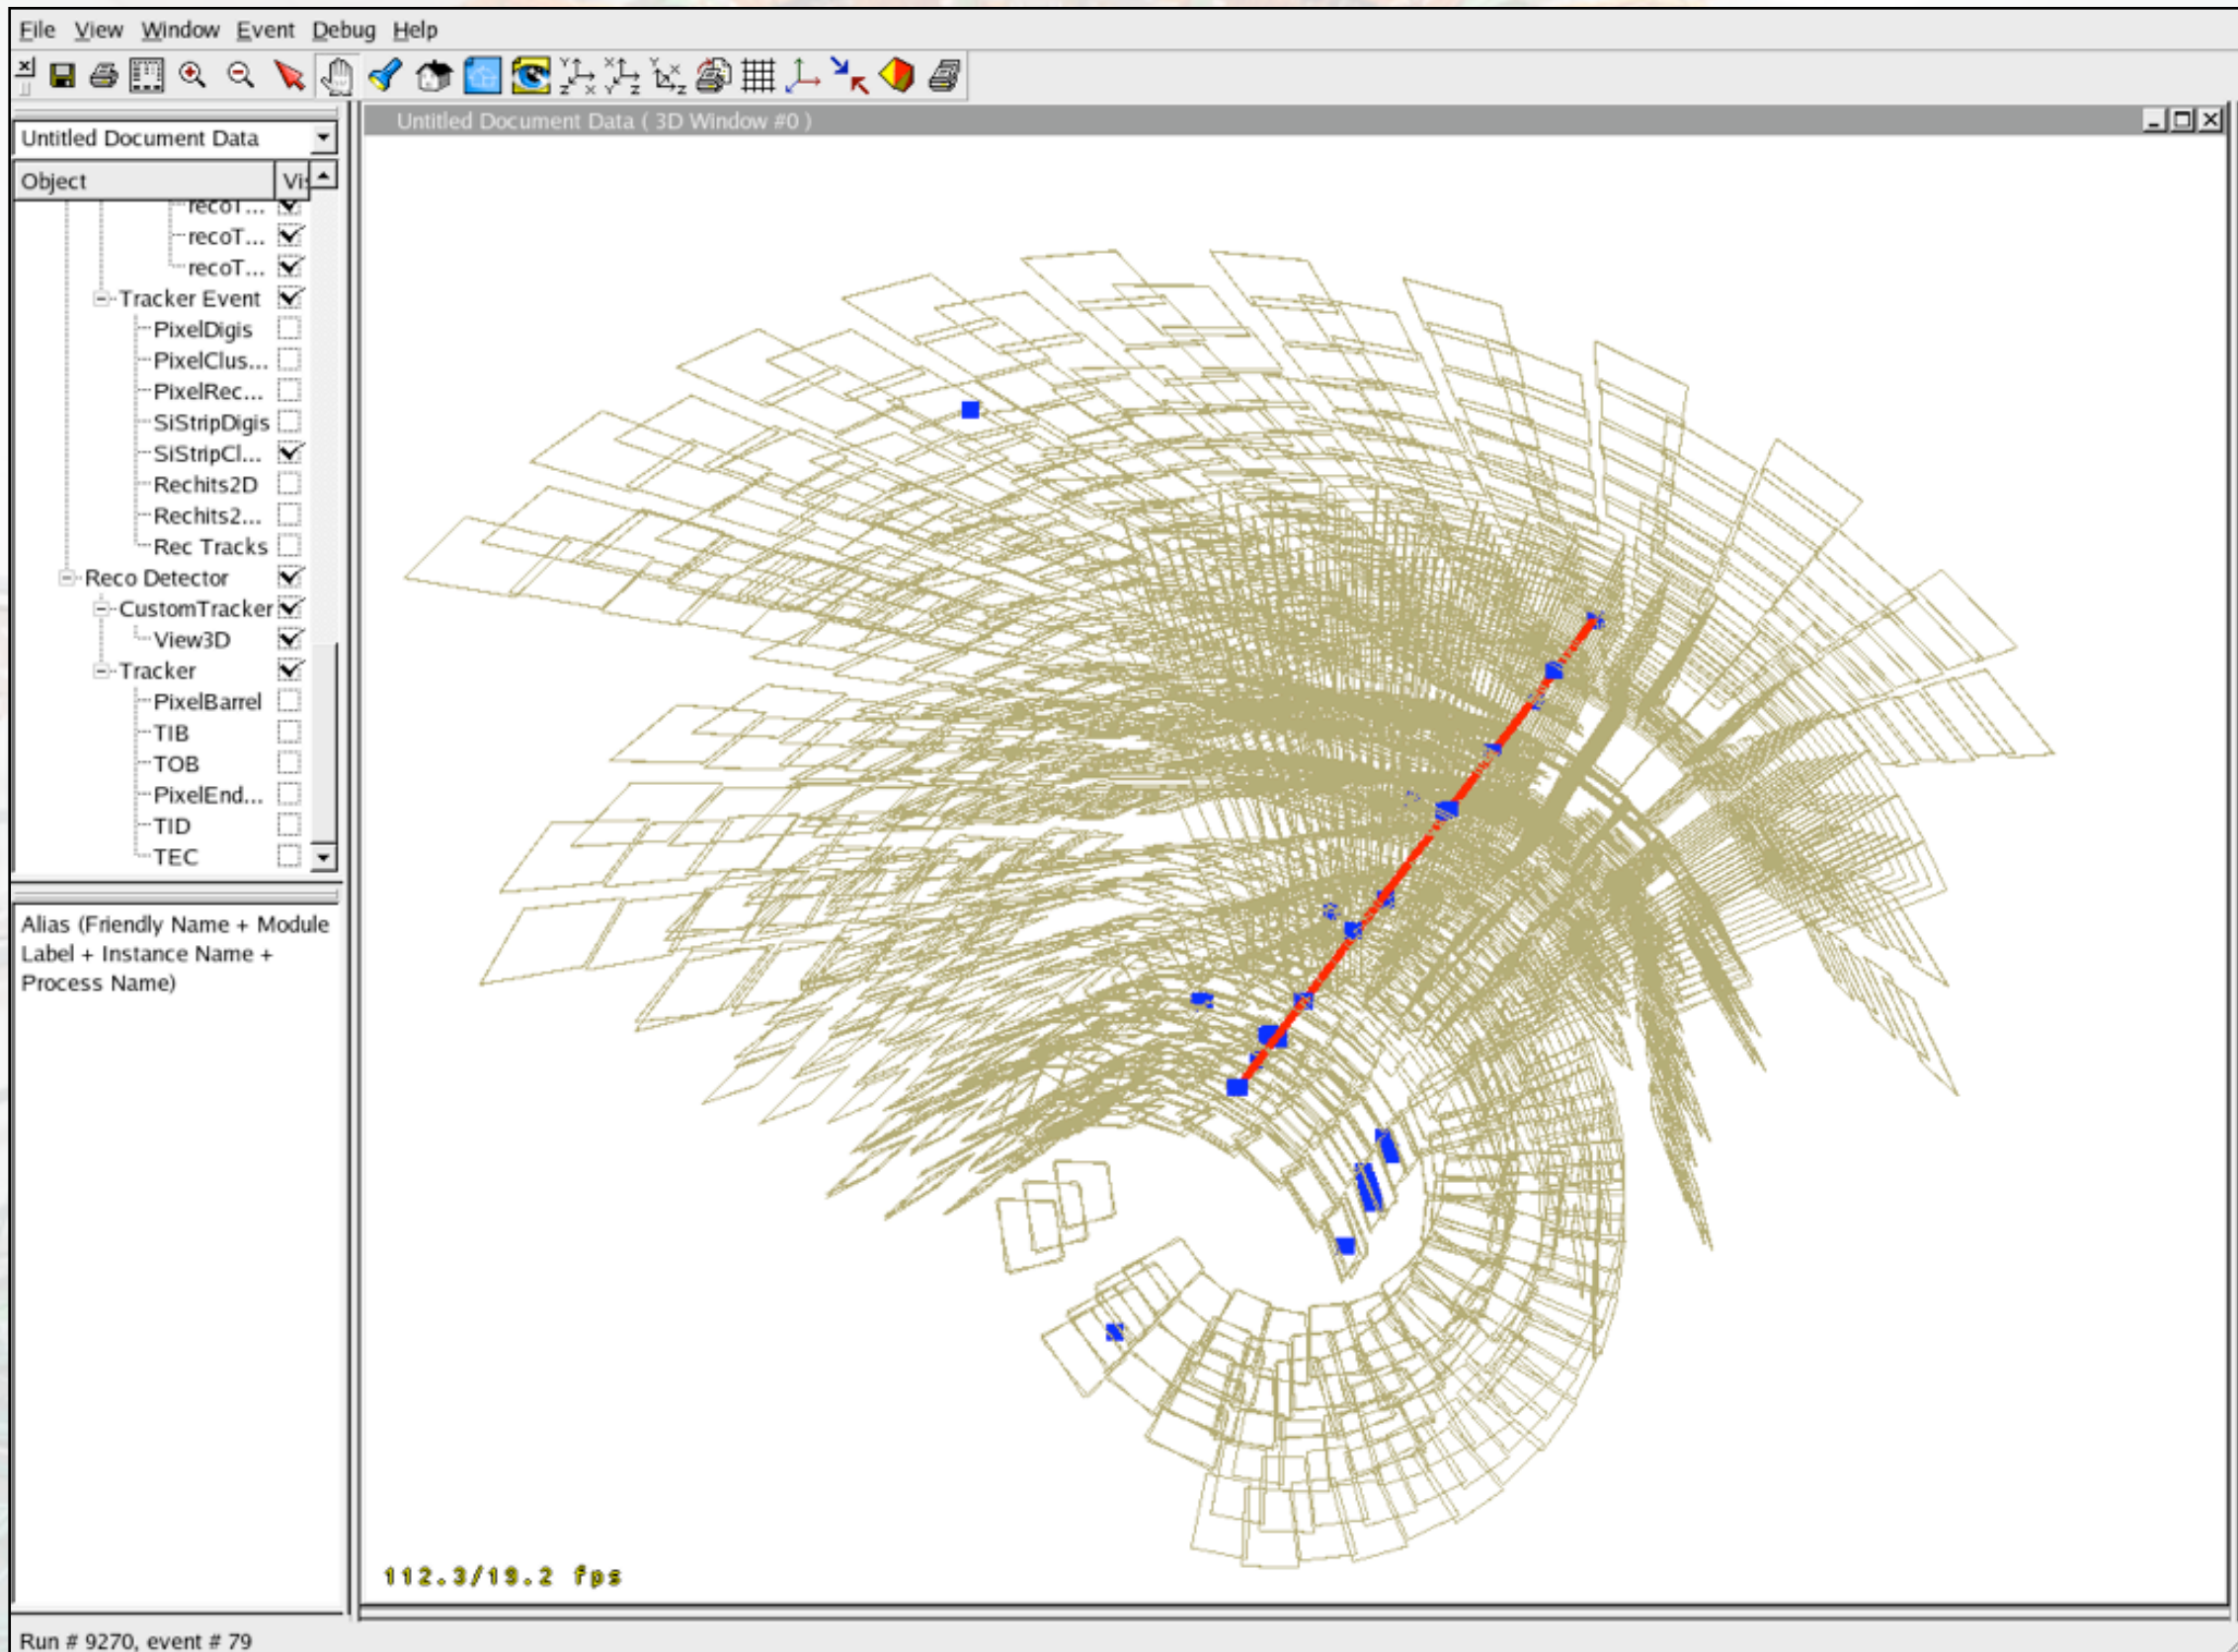 File View Window Event Debug Help
Untitled Document Data
Untitled Document Data ( 3D Window #0 )
Object Vis
recoT...
recoT...
recoT...
Tracker Event
PixelDigis
PixelClus...
PixelRec...
SiStripDigis
SiStripCl...
Rechits2D
Rechits2...
Rec Tracks
Reco Detector
CustomTracker
View3D
Tracker
PixelBarrel
TIB
TOB
PixelEnd...
TID
TEC
Alias (Friendly Name + Module
Label + Instance Name +
Process Name)
112.3/19.2 fps
Run # 9270, event # 79